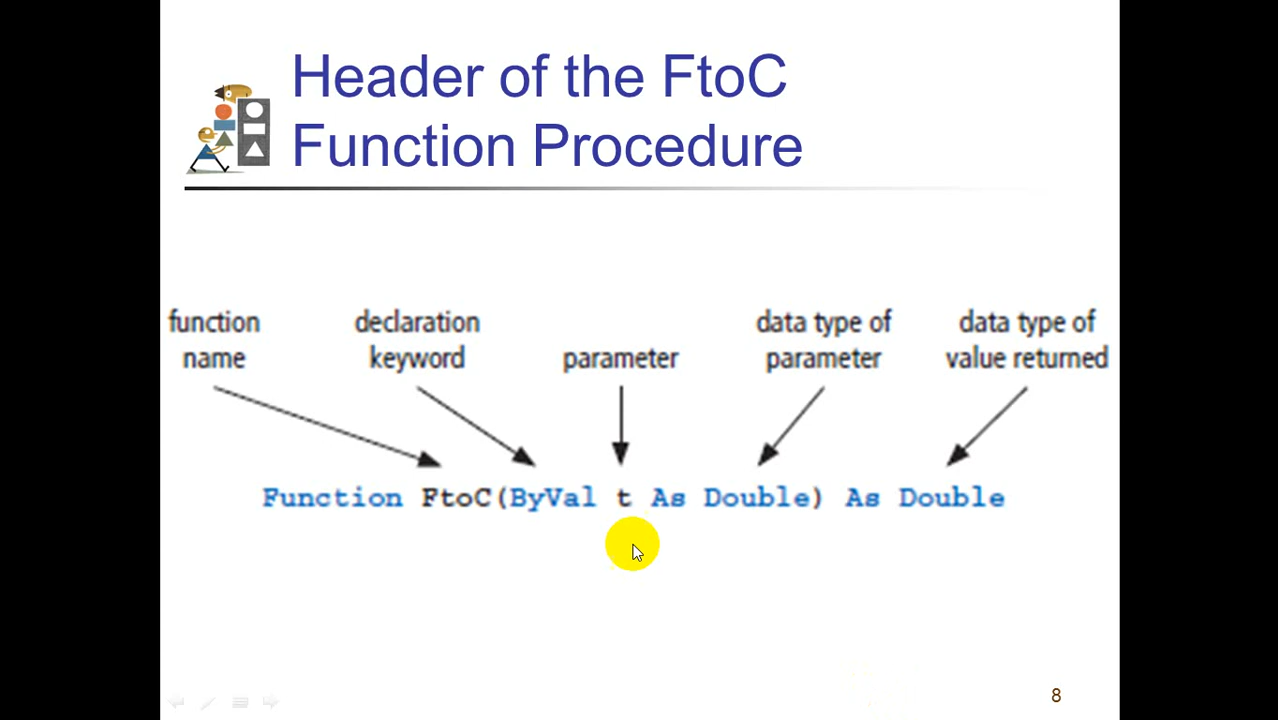 Header of the FtoC
Function Procedure
function name
declaration keyword
parameter
data type of parameter
data type of value returned
Function FtoC(ByVal t As Double) As Double
8